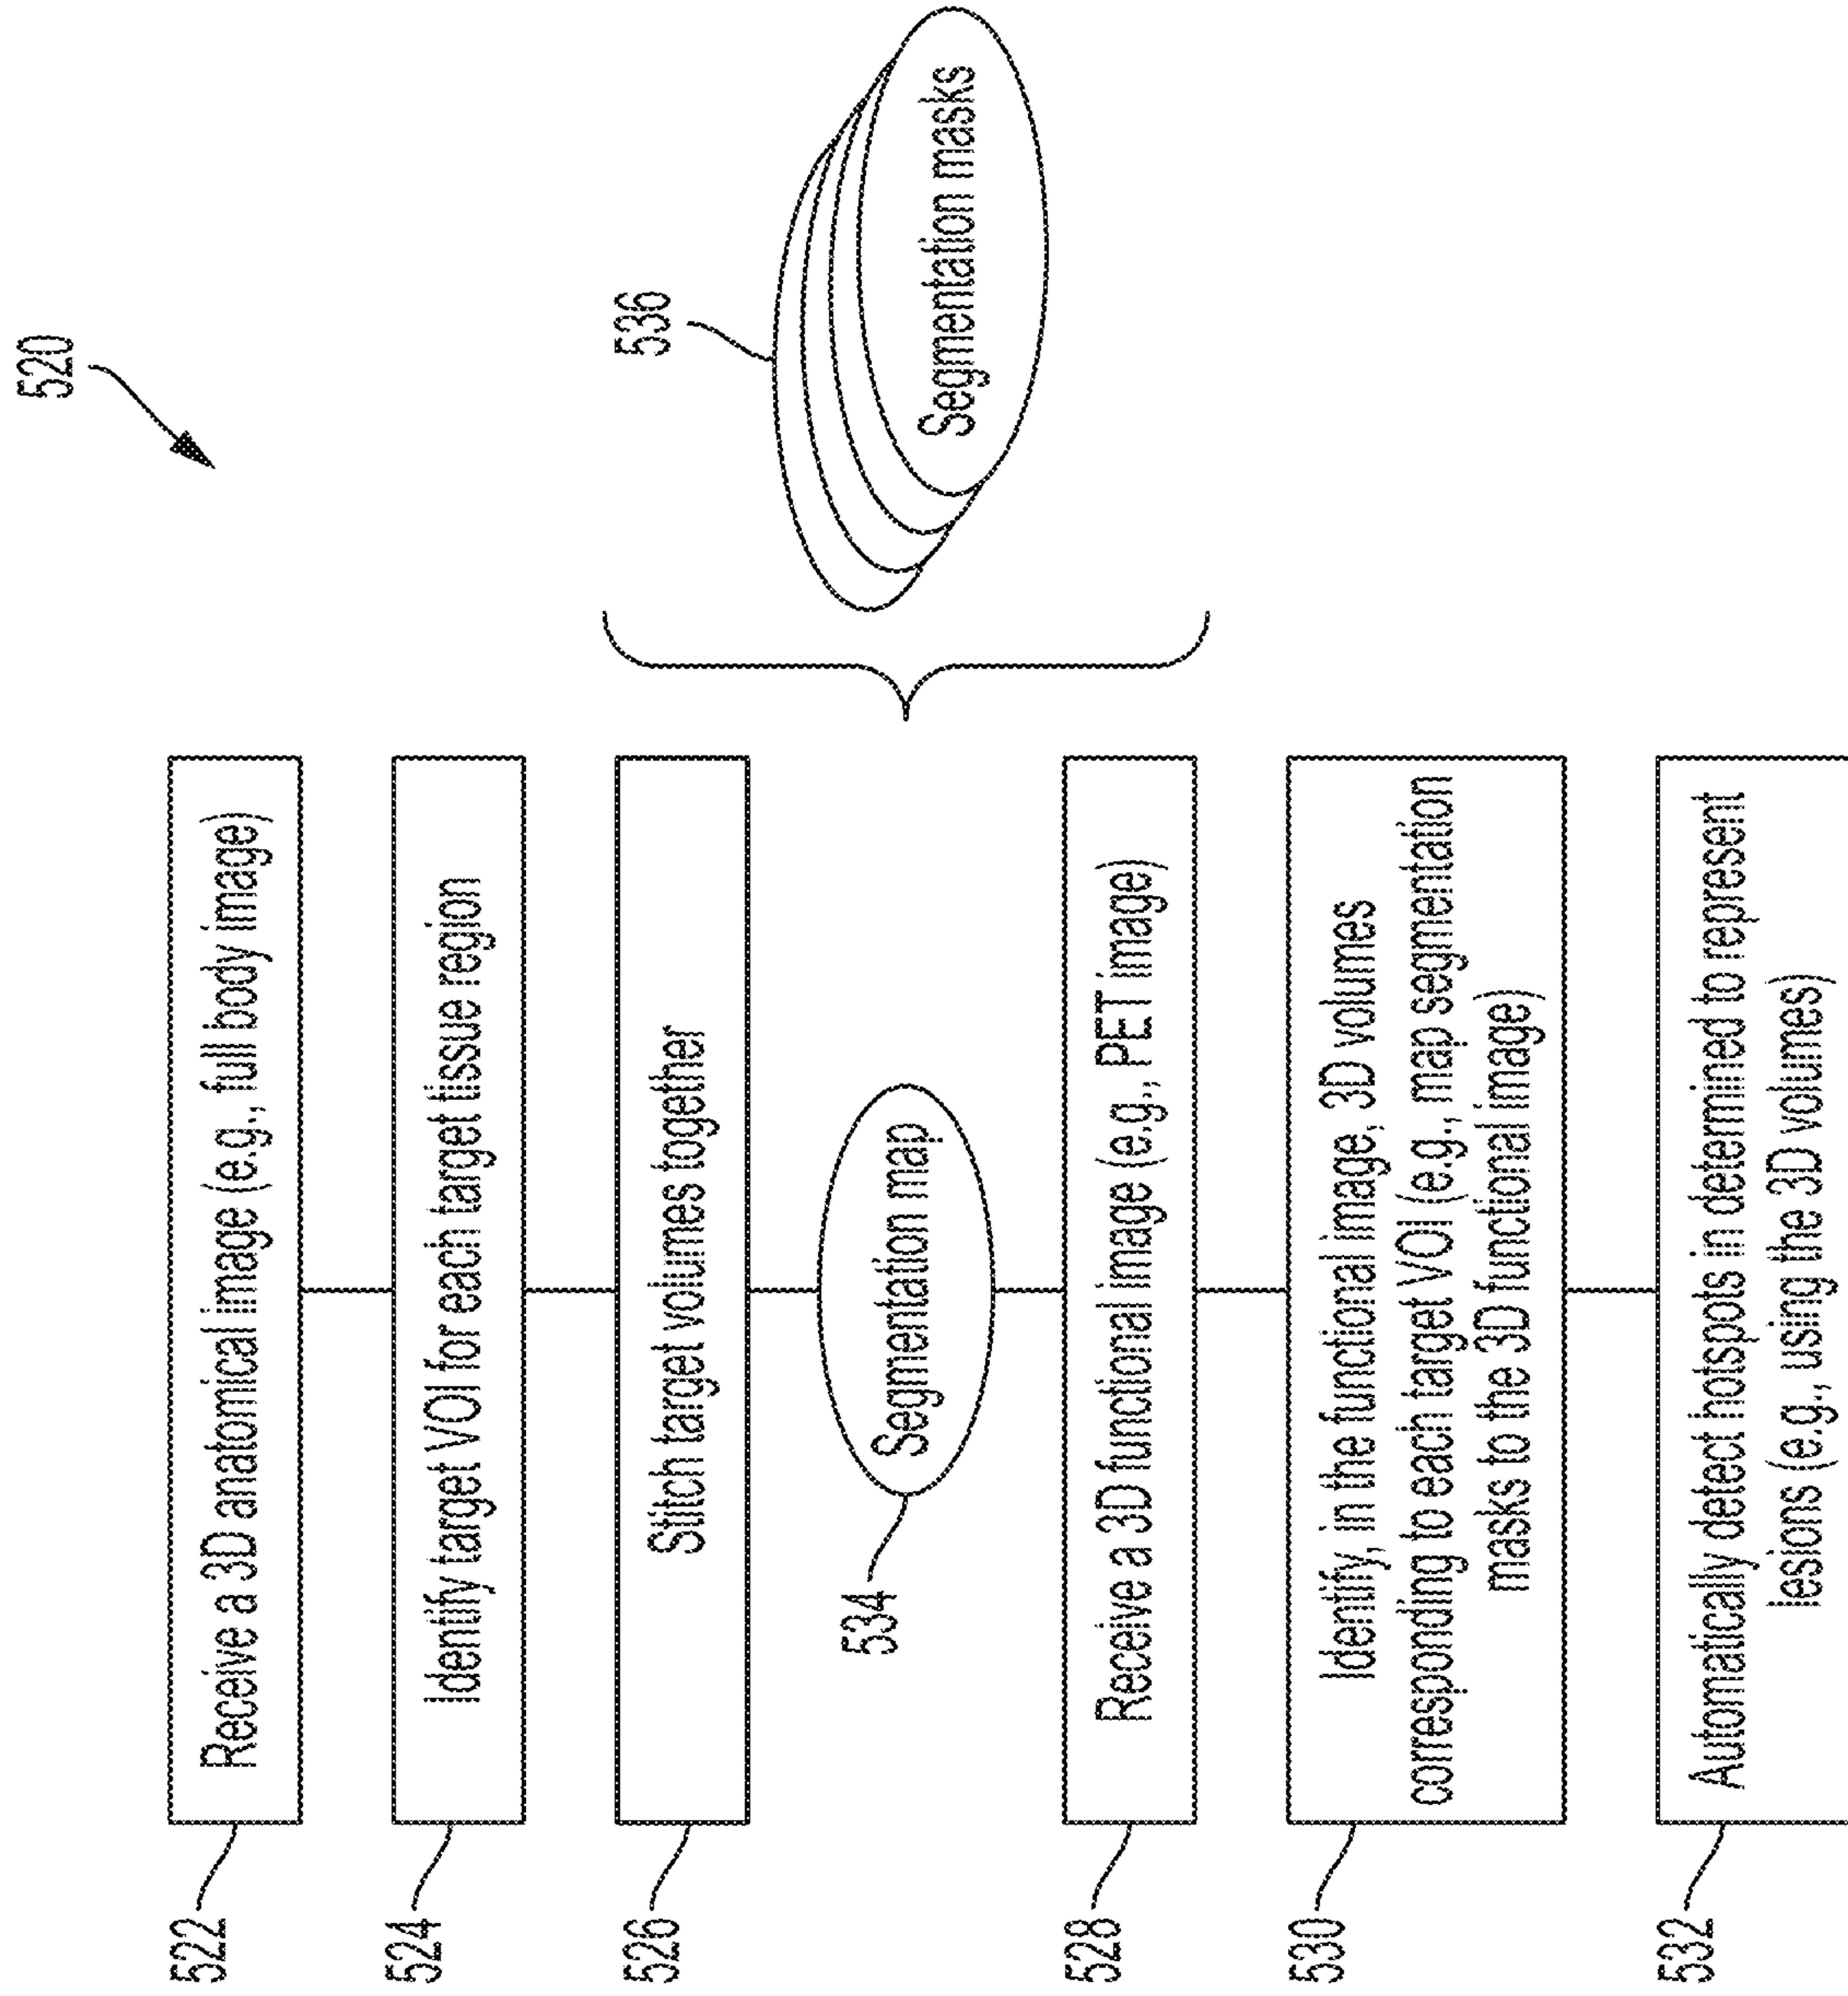 520
522
Receive a 3D anatomical image (e.g., full body image)
524
Identify target VOI for each target tissue region
526
Stitch target volumes together
534
Segmentation map
536
Segmentation masks
528
Receive a 3D functional image (e.g., PET image)
530
Identify, in the functional image, 3D volumes
corresponding to each target VOI (e.g., map segmentation
masks to the 3D functional image)
532
Automatically detect hotspots in determined to represent
lesions (e.g., using the 3D volumes)